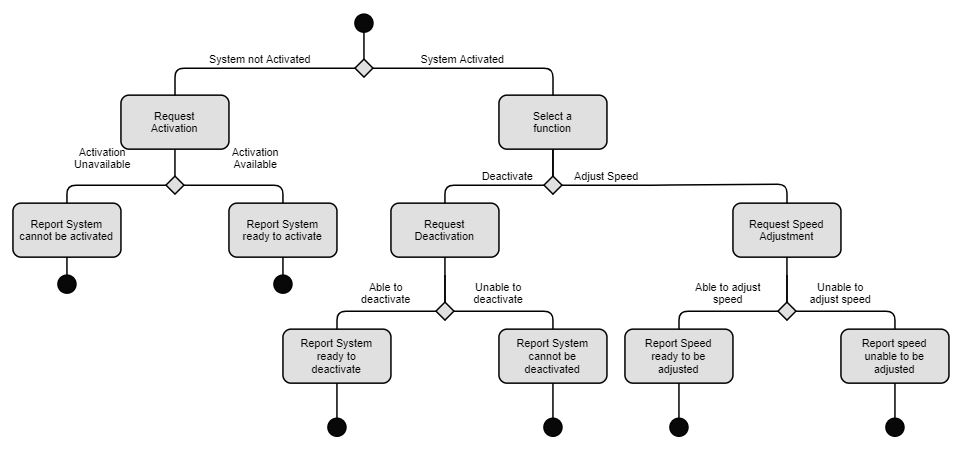 System not Activated
System Activated
Request
Activation
Select a
function
Activation
Unavailable
Activation
Available
Deactivate
Adjust Speed
Report System
cannot be activated
Report System
ready to activate
Request
Deactivation
Request Speed
Adjustment
Able to
deactivate
Unable to
deactivate
Able to adjust
speed
Unable to
adjust speed
Report System
ready to
deactivate
Report System
cannot be
deactivated
Report Speed
ready to be
adjusted
Report speed
unable to be
adjusted